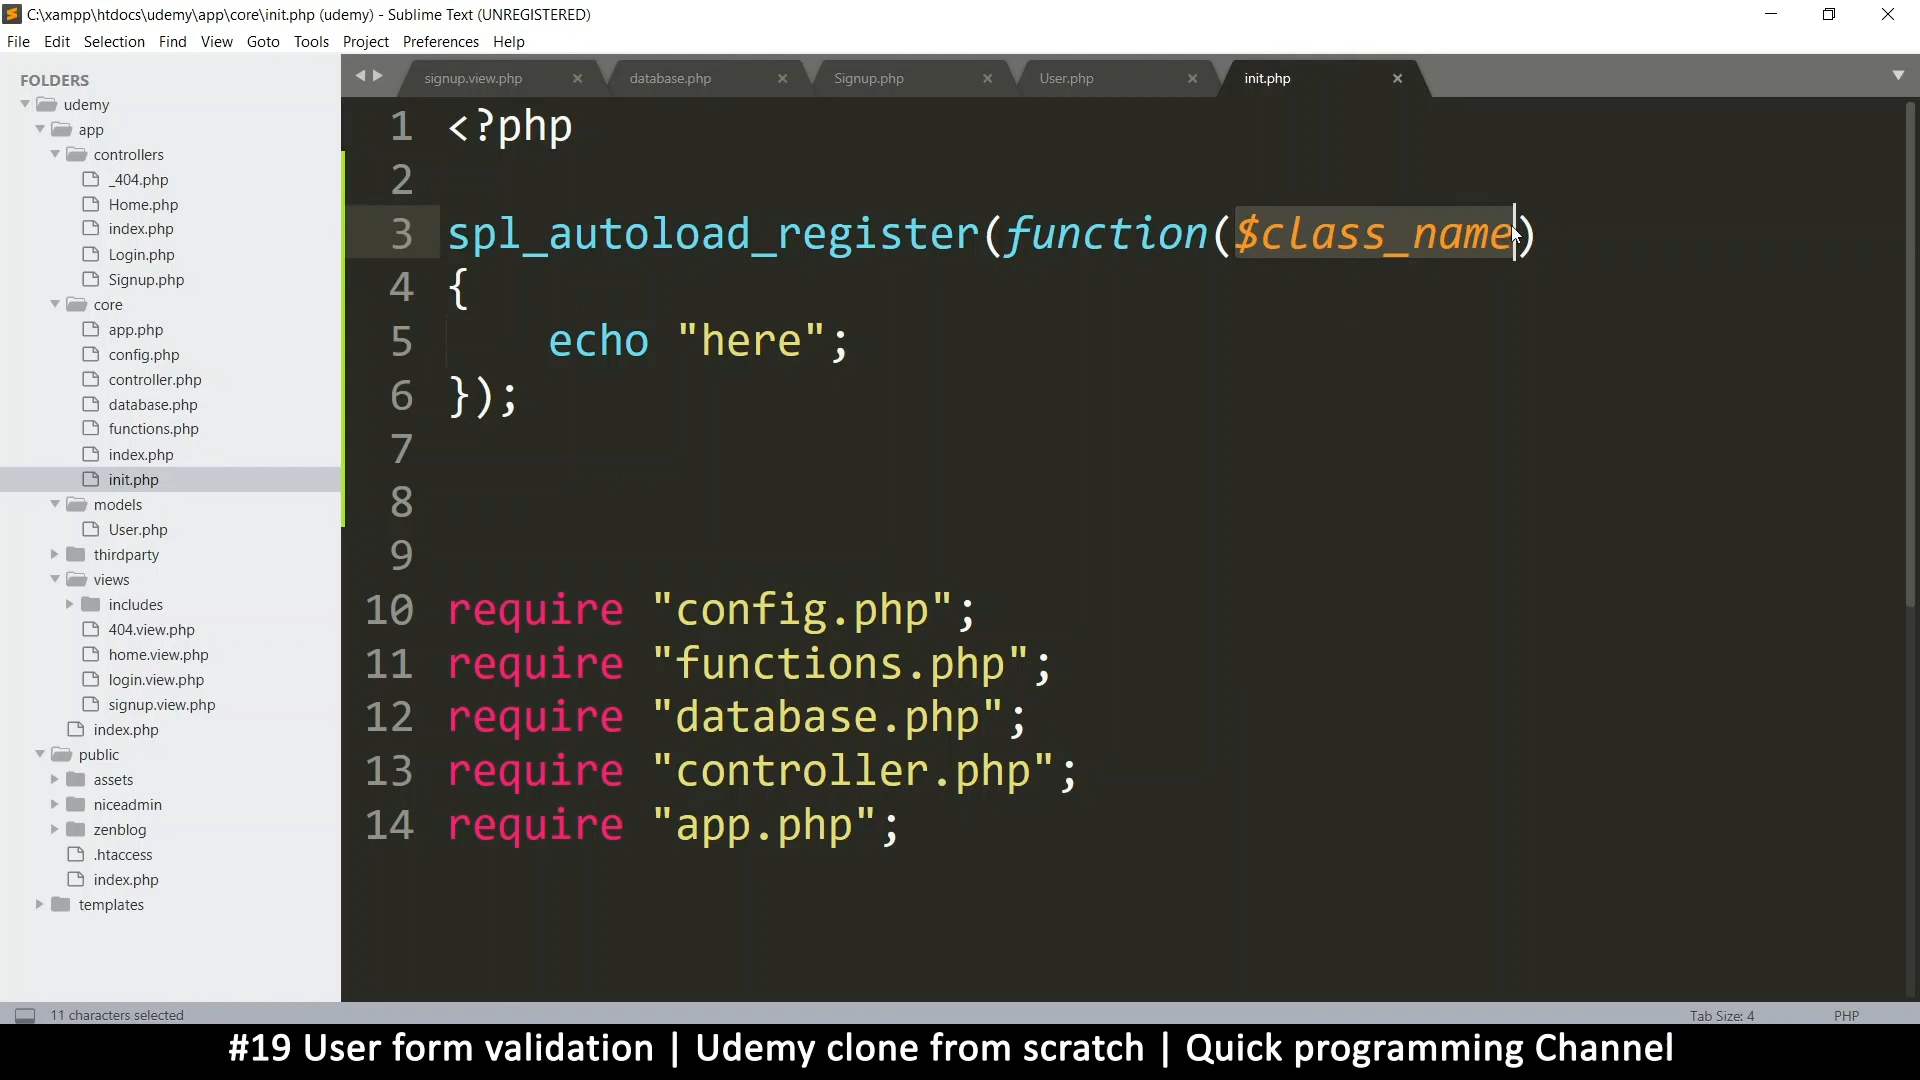 C:\xampp\htdocs\udemy\app\core\init.php (udemy) - Sublime Text (UNREGISTERED)
File Edit Selection Find View Goto Tools Project Preferences Help
FOLDERS
udemy
app
controllers
_404.php
Home.php
index.php
Login.php
Signup.php
core
app.php
config.php
controller.php
database.php
functions.php
index.php
init.php
models
User.php
thirdparty
views
includes
404.view.php
home.view.php
login.view.php
signup.view.php
index.php
public
assets
niceadmin
zenblog
.htaccess
index.php
templates
signup.view.php database.php Signup.php User.php init.php
1 <?php
2
3 spl_autoload_register(function($class_name)
4 {
5 echo "here";
6 });
7
8
9
10 require "config.php";
11 require "functions.php";
12 require "database.php";
13 require "controller.php";
14 require "app.php";
11 characters selected Tab Size: 4 PHP
#19 User form validation | Udemy clone from scratch | Quick programming Channel